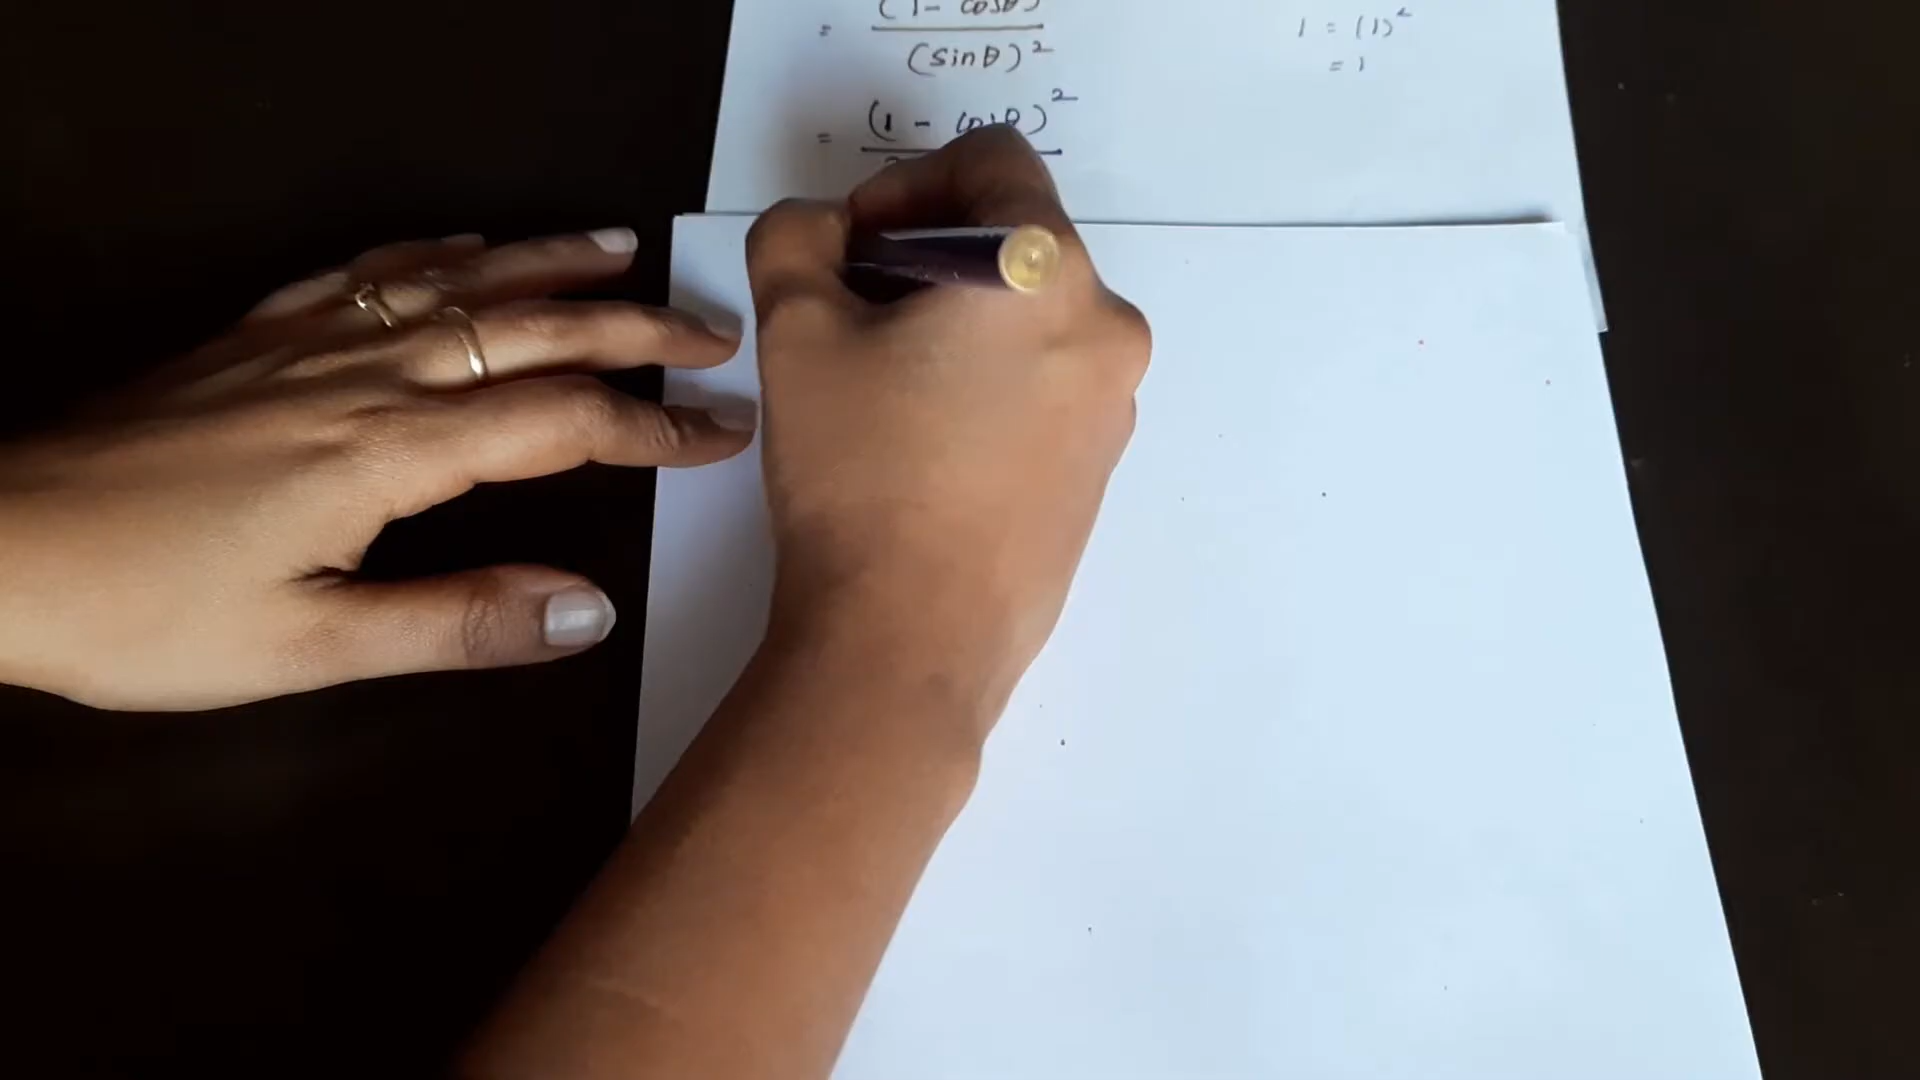 = (1 - cosθ)
(sinθ)²
= (1 - cosθ)²
1 = (1)²
= 1